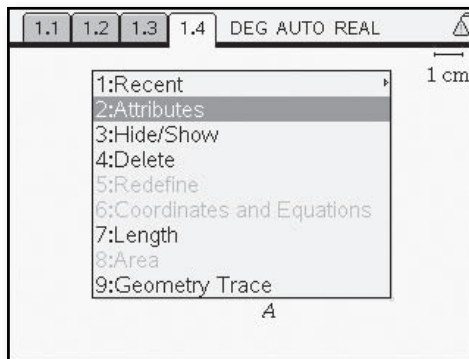 1.1 1.2 1.3 1.4 DEG AUTO REAL
1 cm
1:Recent
2:Attributes
3:Hide/Show
4:Delete
5:Redefine
6:Coordinates and Equations
7:Length
8:Area
9:Geometry Trace
A